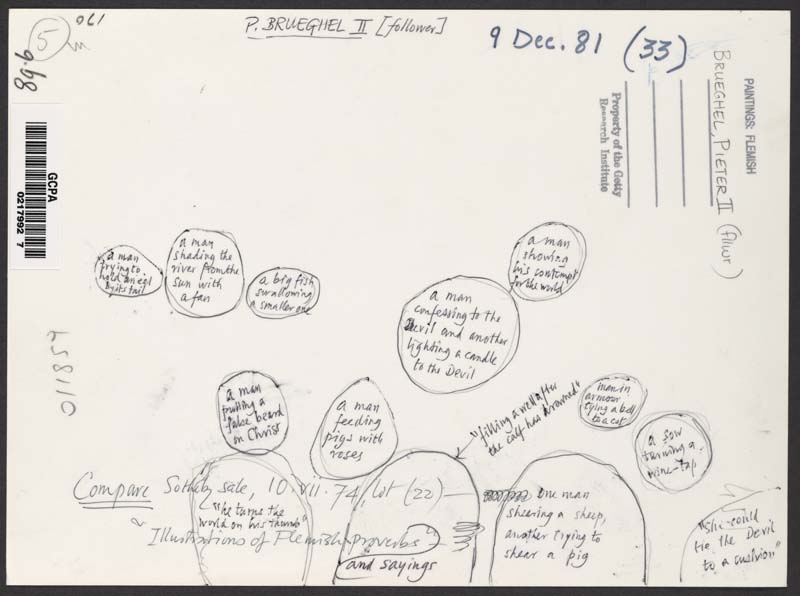 5
061
P. BRUEGHEL II [follower]
9 Dec. 81 (33)
89.6
PAINTINGS: FLEMISH
BRUEGHEL, PIETER II (fllwr)
Property of the Getty
Research Institute
GCPA
0217992 7
011854
a man
trying to
hold an eel
by its tail
a man
shading the
river from the
sun with
a fan
a big fish
swallowing
a smaller one
a man
confessing to the
Devil and another
lighting a candle
to the Devil
a man
showing
his contempt
for the world
a man
putting a
false beard
on Christ
a man
feeding
pigs with
roses
"filling a well after
the calf has drowned"
man in
armour
tying a bell
to a cat
a sow
turning a
wine-tap
Compare Sotheby sale, 10.vii.74, lot (22) —
"Illustrations of Flemish proverbs"
and sayings
"he turns the
world on his thumb"
one man
shearing a sheep,
another trying to
shear a pig
"She could
tie the Devil
to a cushion"